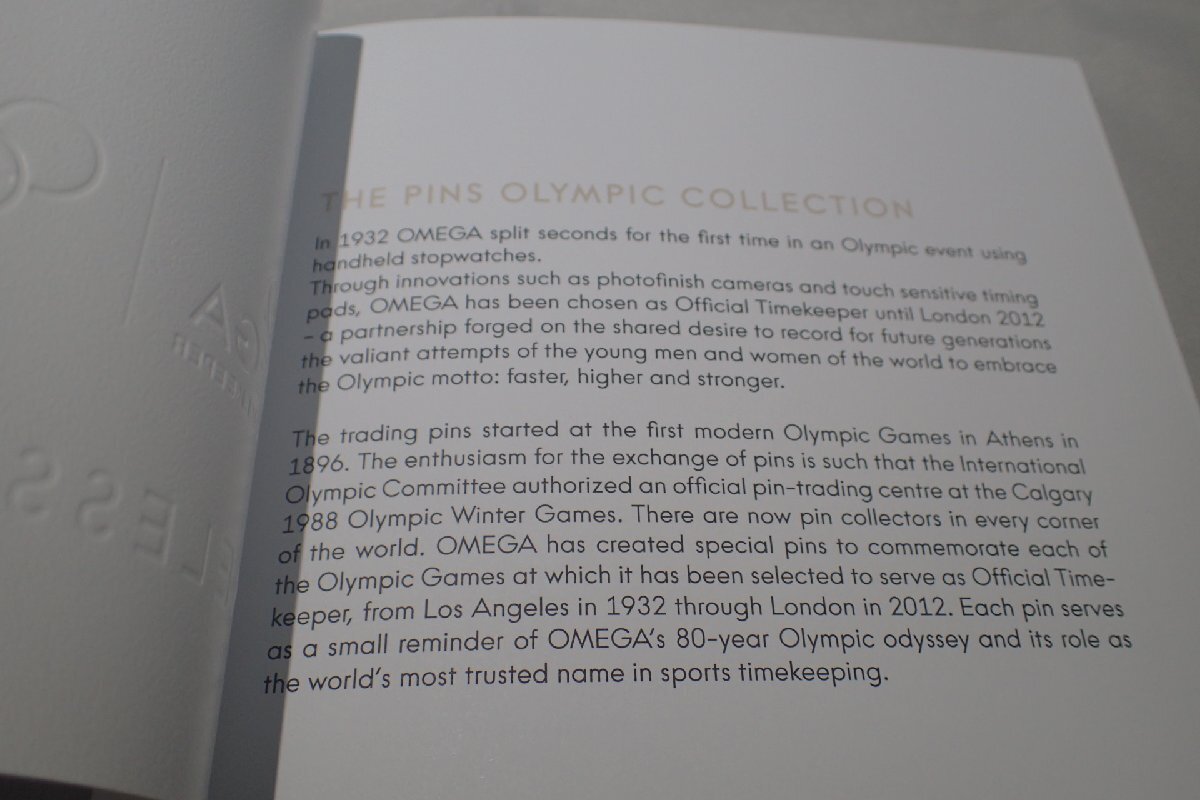 THE PINS OLYMPIC COLLECTION
In 1932 OMEGA split seconds for the first time in an Olympic event using
handheld stopwatches.
Through innovations such as photofinish cameras and touch sensitive timing
pads, OMEGA has been chosen as Official Timekeeper until London 2012
– a partnership forged on the shared desire to record for future generations
the valiant attempts of the young men and women of the world to embrace
the Olympic motto: faster, higher and stronger.
The trading pins started at the first modern Olympic Games in Athens in
1896. The enthusiasm for the exchange of pins is such that the International
Olympic Committee authorized an official pin-trading centre at the Calgary
1988 Olympic Winter Games. There are now pin collectors in every corner
of the world. OMEGA has created special pins to commemorate each of
the Olympic Games at which it has been selected to serve as Official Time-
keeper, from Los Angeles in 1932 through London in 2012. Each pin serves
as a small reminder of OMEGA's 80-year Olympic odyssey and its role as
the world's most trusted name in sports timekeeping.